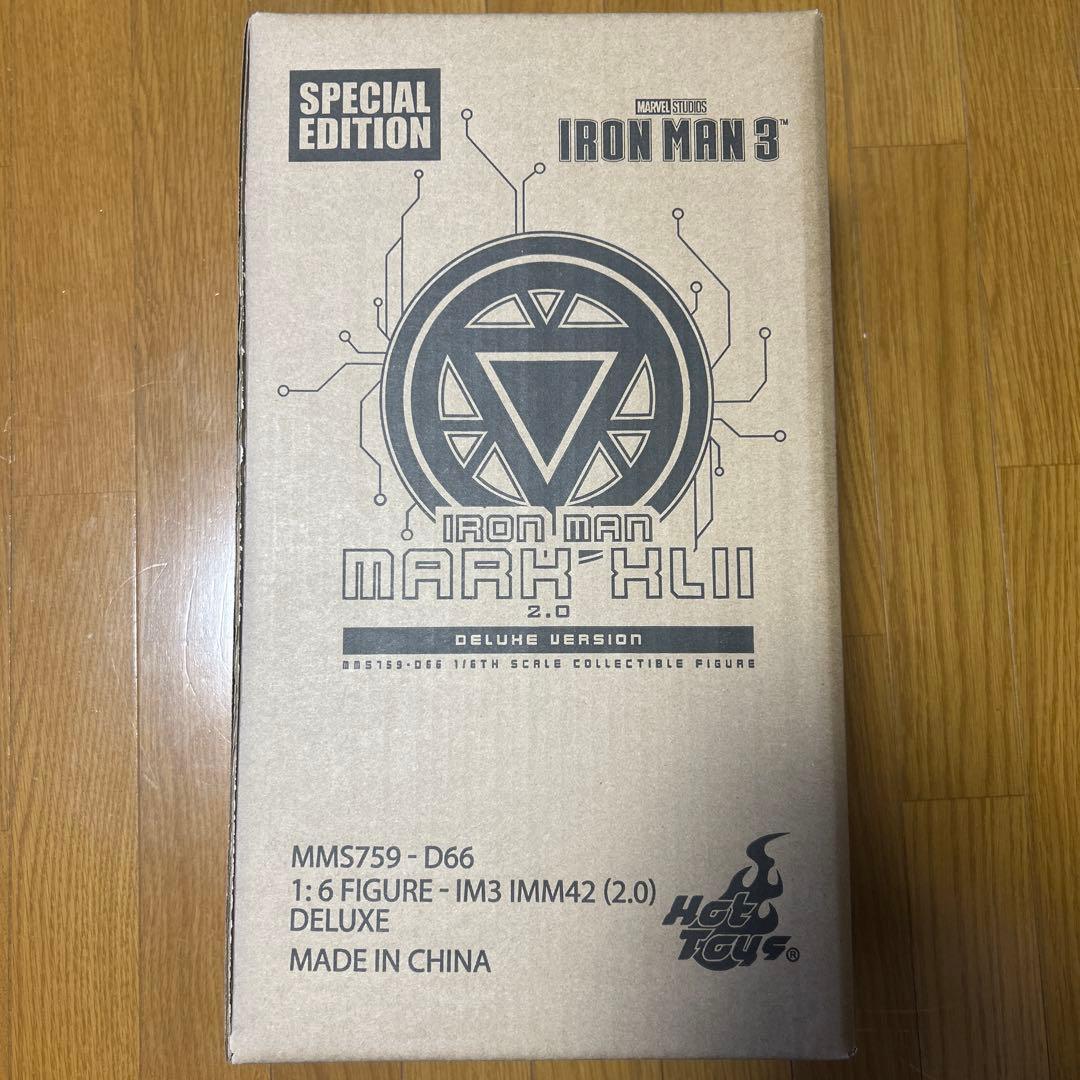 SPECIAL
EDITION
MARVEL STUDIOS
IRON MAN 3™
IRON MAN
MARK XLII
2.0
DELUXE VERSION
MMS759-D66 1/6TH SCALE COLLECTIBLE FIGURE
MMS759 - D66
1: 6 FIGURE - IM3 IMM42 (2.0)
DELUXE
MADE IN CHINA
Hot
Toys®